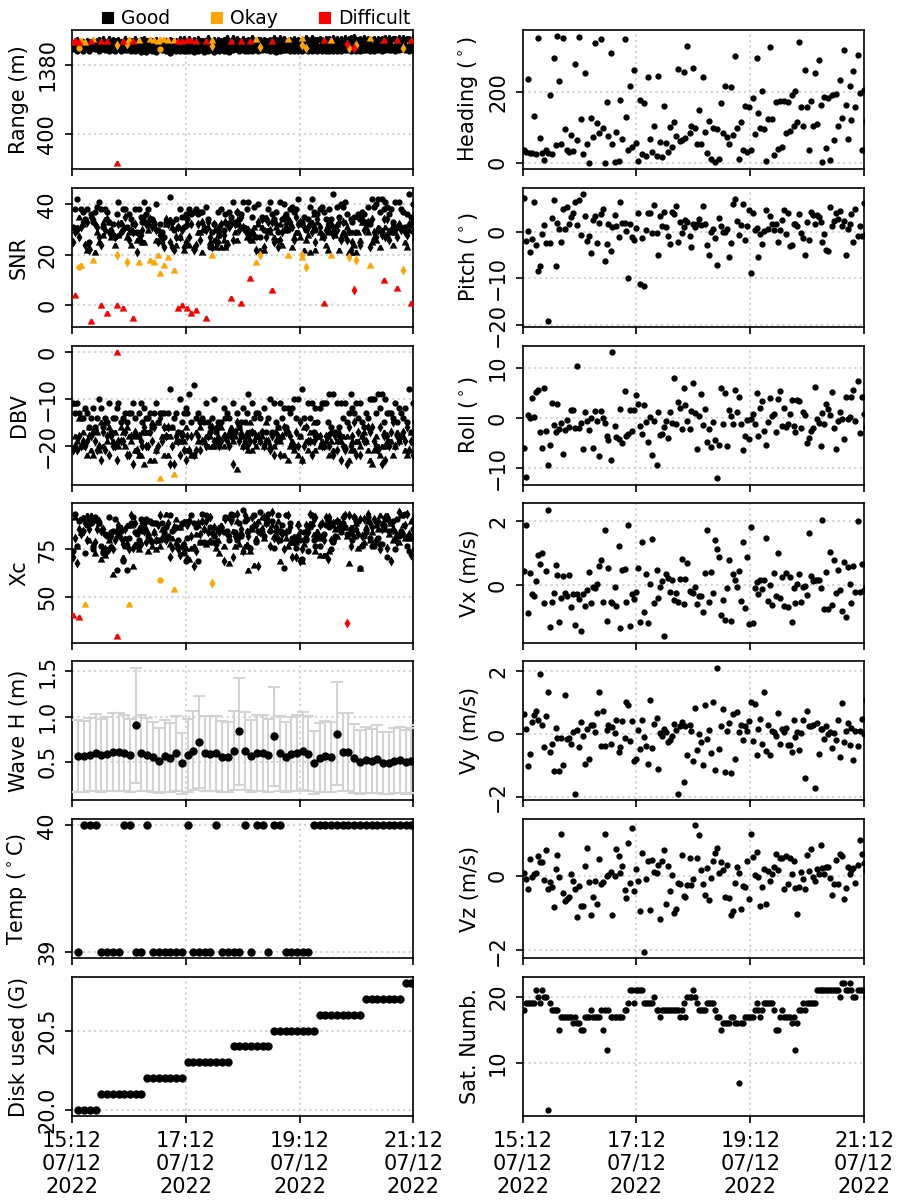 Good Okay Difficult
Range (m)
1380
400
Heading (°)
200
0
SNR
40
20
0
Pitch (°)
0
−10
−20
DBV
0
−10
−20
Roll (°)
10
0
−10
Xc
75
50
Vx (m/s)
2
0
Wave H (m)
1.5
1.0
0.5
Vy (m/s)
2
0
−2
Temp (°C)
40
39
Vz (m/s)
0
−2
Disk used (G)
20.5
20.0
Sat. Numb.
20
10
15:12 17:12 19:12 21:12
07/12 07/12 07/12 07/12
2022 2022 2022 2022
15:12 17:12 19:12 21:12
07/12 07/12 07/12 07/12
2022 2022 2022 2022